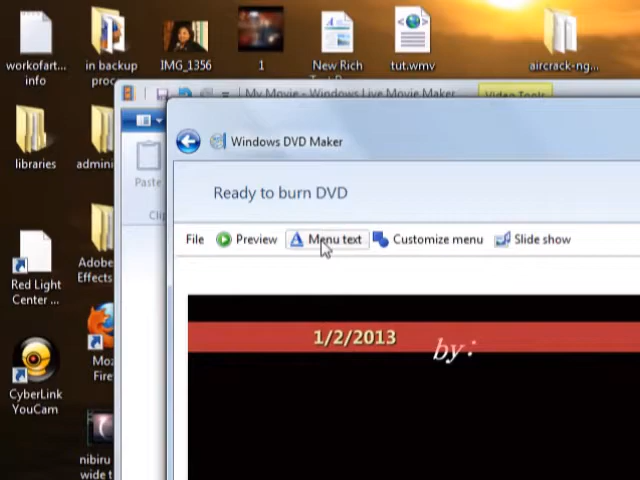 workofart...
info
in backup
proc
IMG_1356
1
New Rich
tut.wmv
aircrack-ng...
My Movie - Windows Live Movie Maker
Video Tools
libraries
admini
Paste
Clip
Windows DVD Maker
Ready to burn DVD
File
Preview
Menu text
Customize menu
Slide show
Red Light
Center ...
Adobe
Effects
1/2/2013
by:
Moz
Fire
CyberLink
YouCam
nibiru
wide t